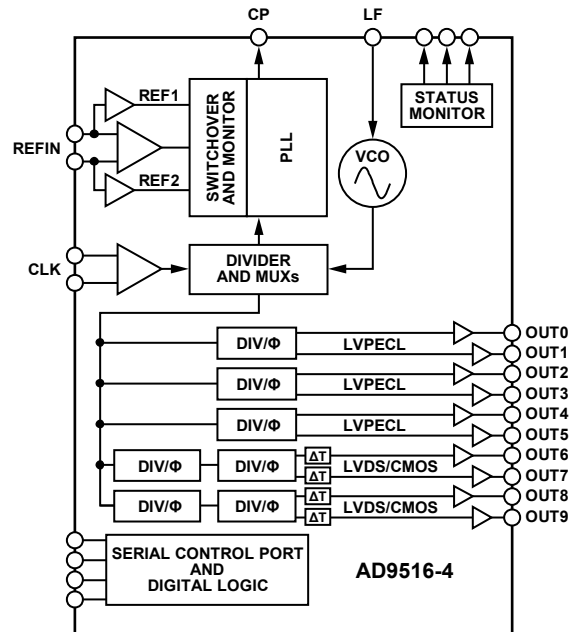 CP
LF
REF1
REFIN
REF2
SWITCHOVER
AND MONITOR
PLL
VCO
STATUS
MONITOR
CLK
DIVIDER
AND MUXs
DIV/Φ
LVPECL
OUT0
OUT1
DIV/Φ
LVPECL
OUT2
OUT3
DIV/Φ
LVPECL
OUT4
OUT5
DIV/Φ
DIV/Φ
ΔT
ΔT
LVDS/CMOS
OUT6
OUT7
DIV/Φ
DIV/Φ
ΔT
ΔT
LVDS/CMOS
OUT8
OUT9
SERIAL CONTROL PORT
AND
DIGITAL LOGIC
AD9516-4